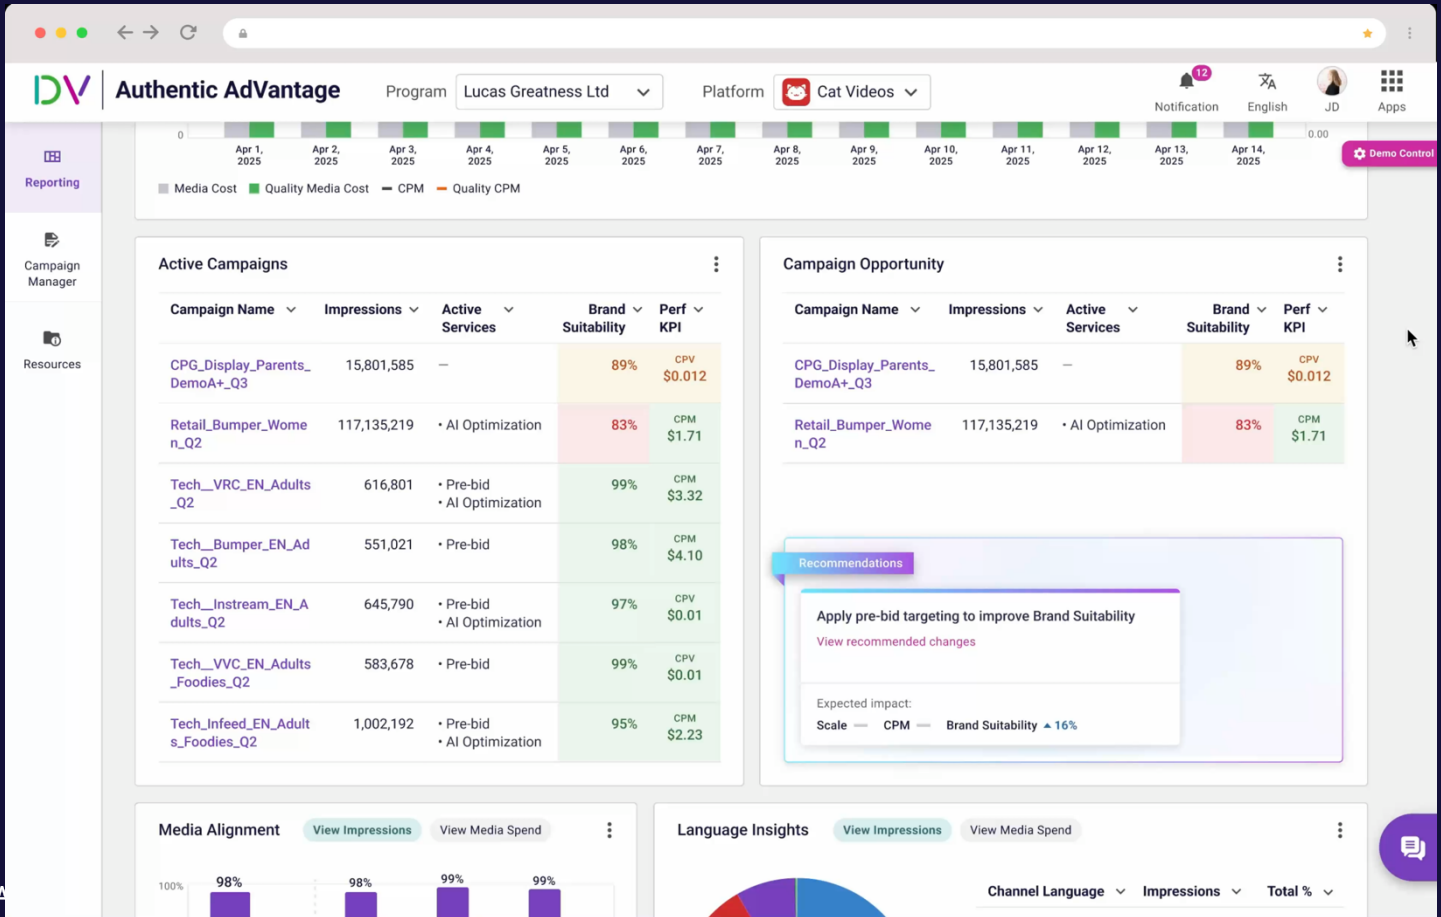 DV Authentic AdVantage Program Lucas Greatness Ltd Platform Cat Videos 12 Notification English JD Apps
Reporting
Campaign Manager
Resources
0 0.00
Apr 1, 2025 Apr 2, 2025 Apr 3, 2025 Apr 4, 2025 Apr 5, 2025 Apr 6, 2025 Apr 7, 2025 Apr 8, 2025 Apr 9, 2025 Apr 10, 2025 Apr 11, 2025 Apr 12, 2025 Apr 13, 2025 Apr 14, 2025
Demo Control
Media Cost Quality Media Cost CPM Quality CPM
Active Campaigns
Campaign Name Impressions Active Services Brand Suitability Perf KPI
CPG_Display_Parents_DemoA+_Q3 15,801,585 — 89% CPV $0.012
Retail_Bumper_Women_Q2 117,135,219 • AI Optimization 83% CPM $1.71
Tech__VRC_EN_Adults_Q2 616,801 • Pre-bid • AI Optimization 99% CPM $3.32
Tech__Bumper_EN_Adults_Q2 551,021 • Pre-bid 98% CPM $4.10
Tech__Instream_EN_Adults_Q2 645,790 • Pre-bid • AI Optimization 97% CPV $0.01
Tech__VVC_EN_Adults_Foodies_Q2 583,678 • Pre-bid 99% CPV $0.01
Tech_Infeed_EN_Adults_Foodies_Q2 1,002,192 • Pre-bid • AI Optimization 95% CPM $2.23
Campaign Opportunity
Campaign Name Impressions Active Services Brand Suitability Perf KPI
CPG_Display_Parents_DemoA+_Q3 15,801,585 — 89% CPV $0.012
Retail_Bumper_Women_Q2 117,135,219 • AI Optimization 83% CPM $1.71
Recommendations
Apply pre-bid targeting to improve Brand Suitability
View recommended changes
Expected impact:
Scale — CPM — Brand Suitability ▲ 16%
Media Alignment View Impressions View Media Spend
100% 98% 98% 99% 99%
Language Insights View Impressions View Media Spend
Channel Language Impressions Total %